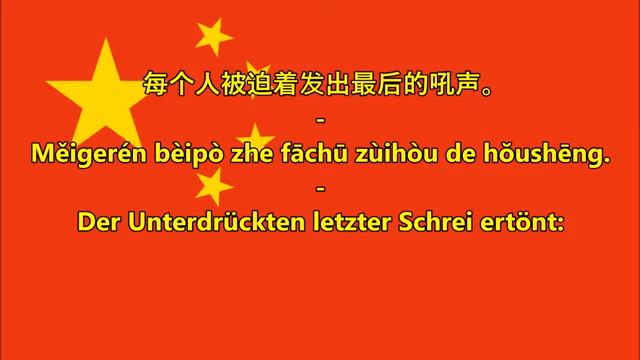 每个人被迫着发出最后的吼声。
-
Měigerén bèipò zhe fāchū zùihòu de hǒushēng.
-
Der Unterdrückten letzter Schrei ertönt: